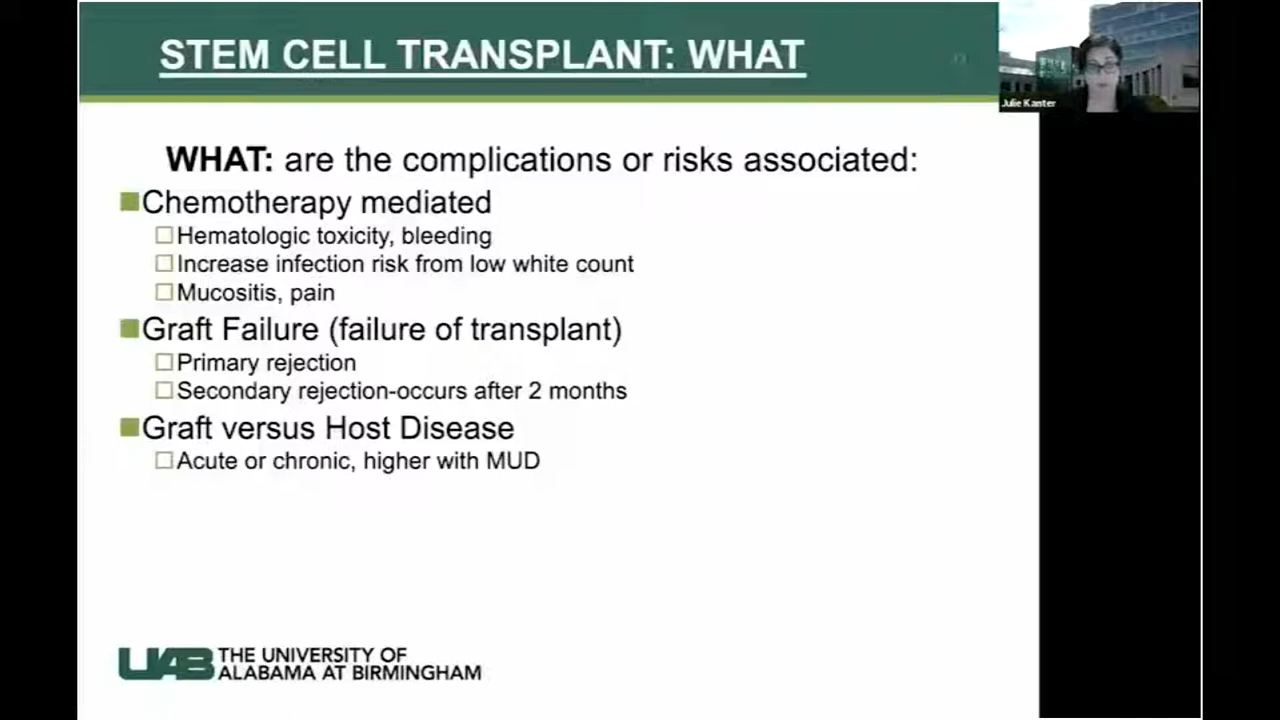 STEM CELL TRANSPLANT: WHAT
Julie Kanter
WHAT: are the complications or risks associated:
Chemotherapy mediated
Hematologic toxicity, bleeding
Increase infection risk from low white count
Mucositis, pain
Graft Failure (failure of transplant)
Primary rejection
Secondary rejection-occurs after 2 months
Graft versus Host Disease
Acute or chronic, higher with MUD
UAB THE UNIVERSITY OF
ALABAMA AT BIRMINGHAM